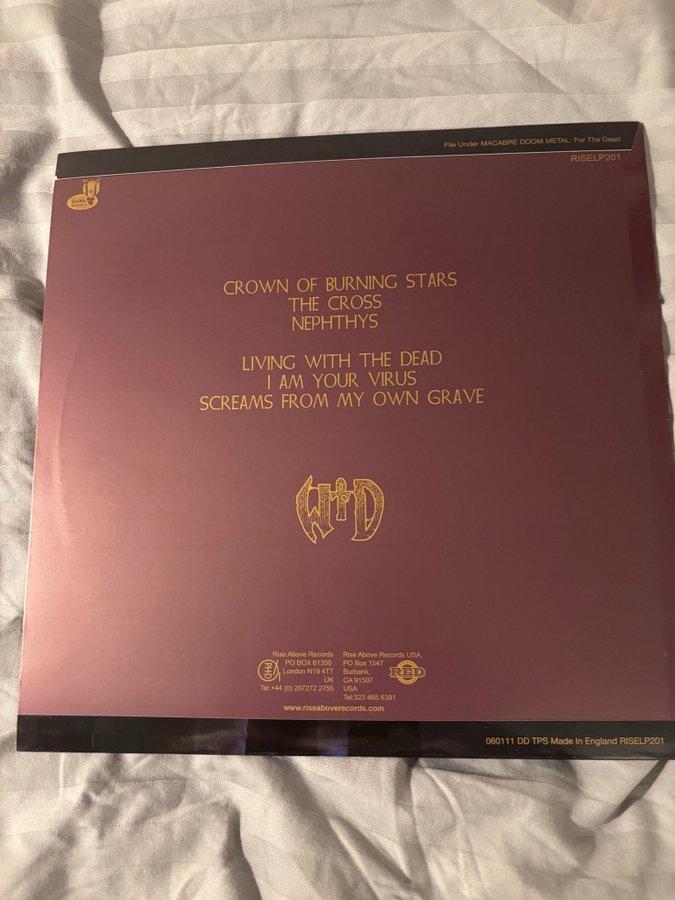 File Under MACABRE DOOM METAL: For The Dead
RISELP201
CROWN OF BURNING STARS
THE CROSS
NEPHTHYS
LIVING WITH THE DEAD
I AM YOUR VIRUS
SCREAMS FROM MY OWN GRAVE
W D
Rise Above Records
PO BOX 61350
London N19 4TT
UK
Tel:+44 (0) 207272 2755
Rise Above Records USA,
PO Box 1547
Burbank,
CA 91507
USA
Tel:323 465 6391
RED
www.riseaboverecords.com
060111 DD TPS Made In England RISELP201